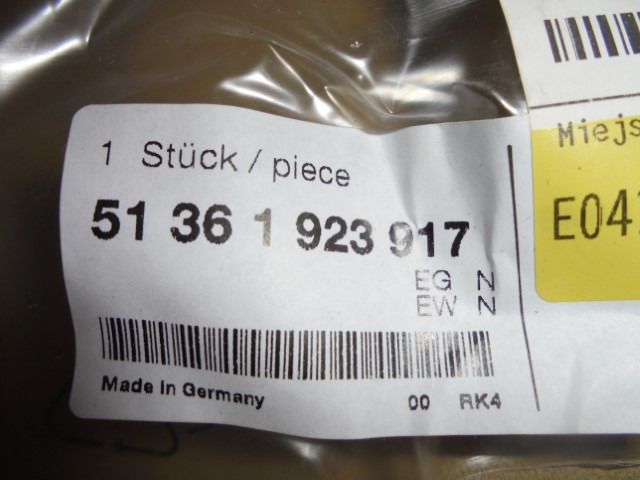 1 Stück / piece
51 36 1 923 917
EG N
EW N
Made in Germany 00 RK4
Miejs
E04